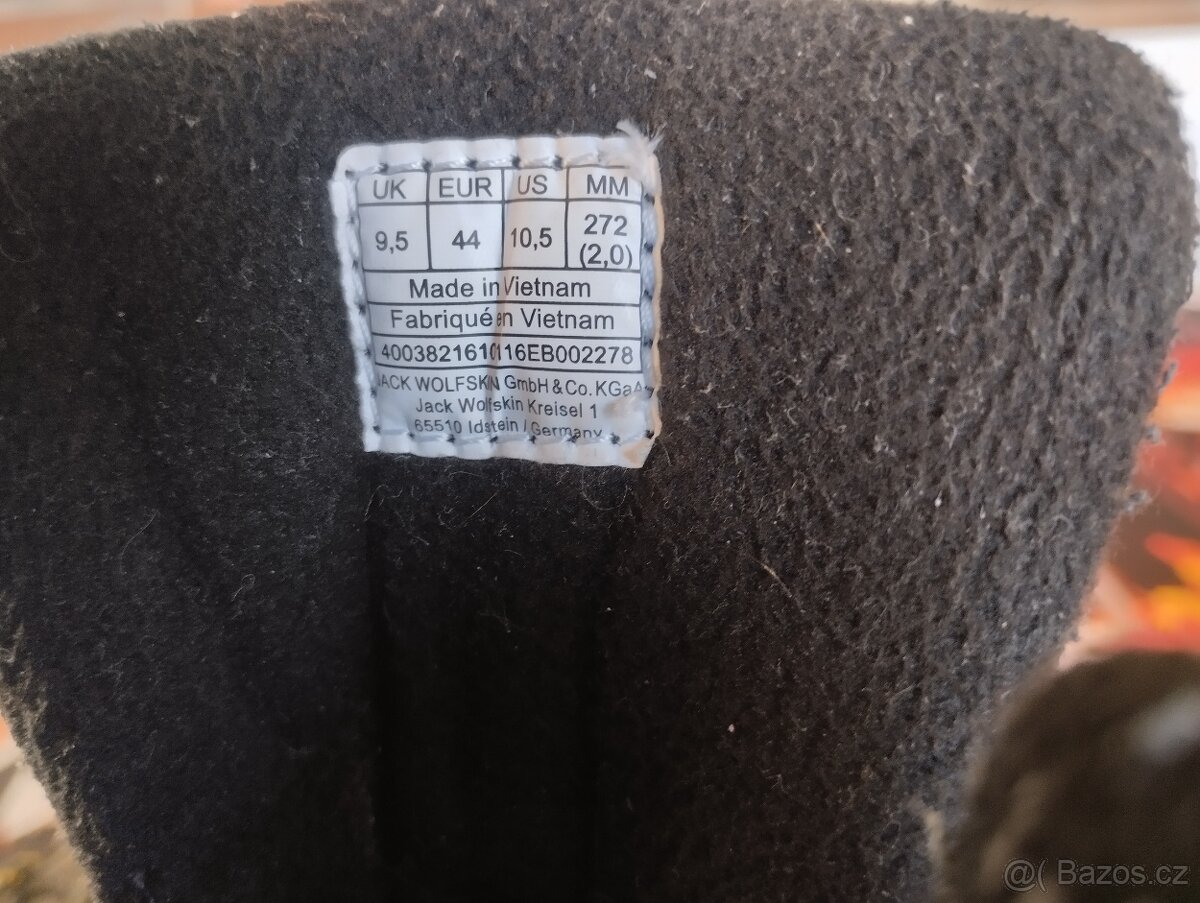 UK EUR US MM
9,5 44 10,5 272 (2,0)
Made in Vietnam
Fabriqué en Vietnam
4003821610116EB002278
JACK WOLFSKIN GmbH & Co. KGaA
Jack Wolfskin Kreisel 1
65510 Idstein / Germany
@( Bazos.cz